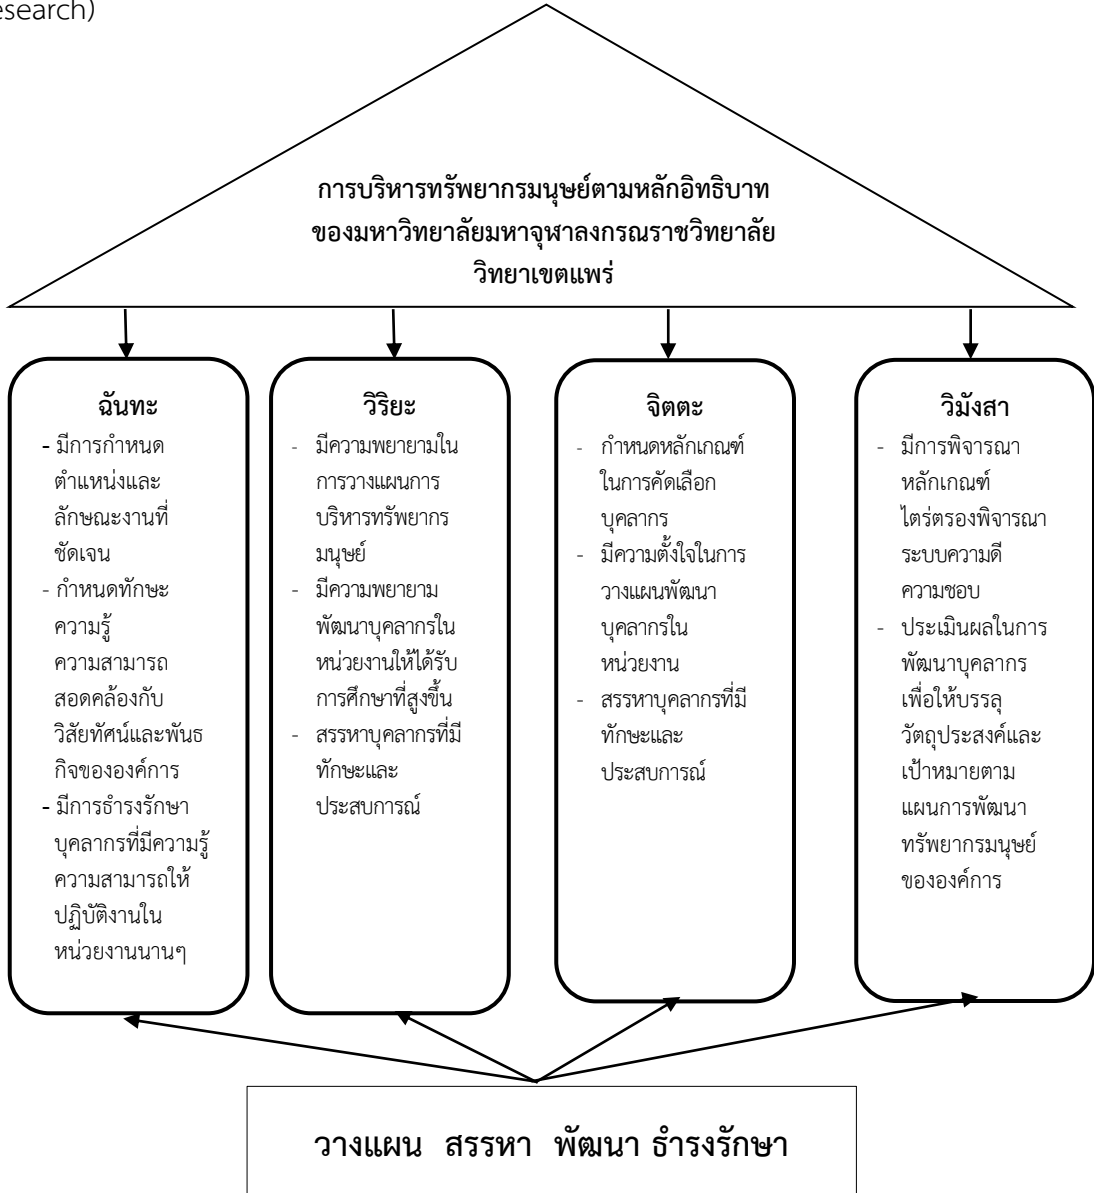 esearch)
การบริหารทรัพยากรมนุษย์ตามหลักอิทธิบาท
ของมหาวิทยาลัยมหาจุฬาลงกรณราชวิทยาลัย
วิทยาเขตแพร่
ฉันทะ
- มีการกำหนด
ตำแหน่งและ
ลักษณะงานที่
ชัดเจน
- กำหนดทักษะ
ความรู้
ความสามารถ
สอดคล้องกับ
วิสัยทัศน์และพันธ
กิจขององค์การ
- มีการธำรงรักษา
บุคลากรที่มีความรู้
ความสามารถให้
ปฏิบัติงานใน
หน่วยงานนานๆ
วิริยะ
- มีความพยายามใน
การวางแผนการ
บริหารทรัพยากร
มนุษย์
- มีความพยายาม
พัฒนาบุคลากรใน
หน่วยงานให้ได้รับ
การศึกษาที่สูงขึ้น
- สรรหาบุคลากรที่มี
ทักษะและ
ประสบการณ์
จิตตะ
- กำหนดหลักเกณฑ์
ในการคัดเลือก
บุคลากร
- มีความตั้งใจในการ
วางแผนพัฒนา
บุคลากรใน
หน่วยงาน
- สรรหาบุคลากรที่มี
ทักษะและ
ประสบการณ์
วิมังสา
- มีการพิจารณา
หลักเกณฑ์
ไตร่ตรองพิจารณา
ระบบความดี
ความชอบ
- ประเมินผลในการ
พัฒนาบุคลากร
เพื่อให้บรรลุ
วัตถุประสงค์และ
เป้าหมายตาม
แผนการพัฒนา
ทรัพยากรมนุษย์
ขององค์การ
วางแผน สรรหา พัฒนา ธำรงรักษา